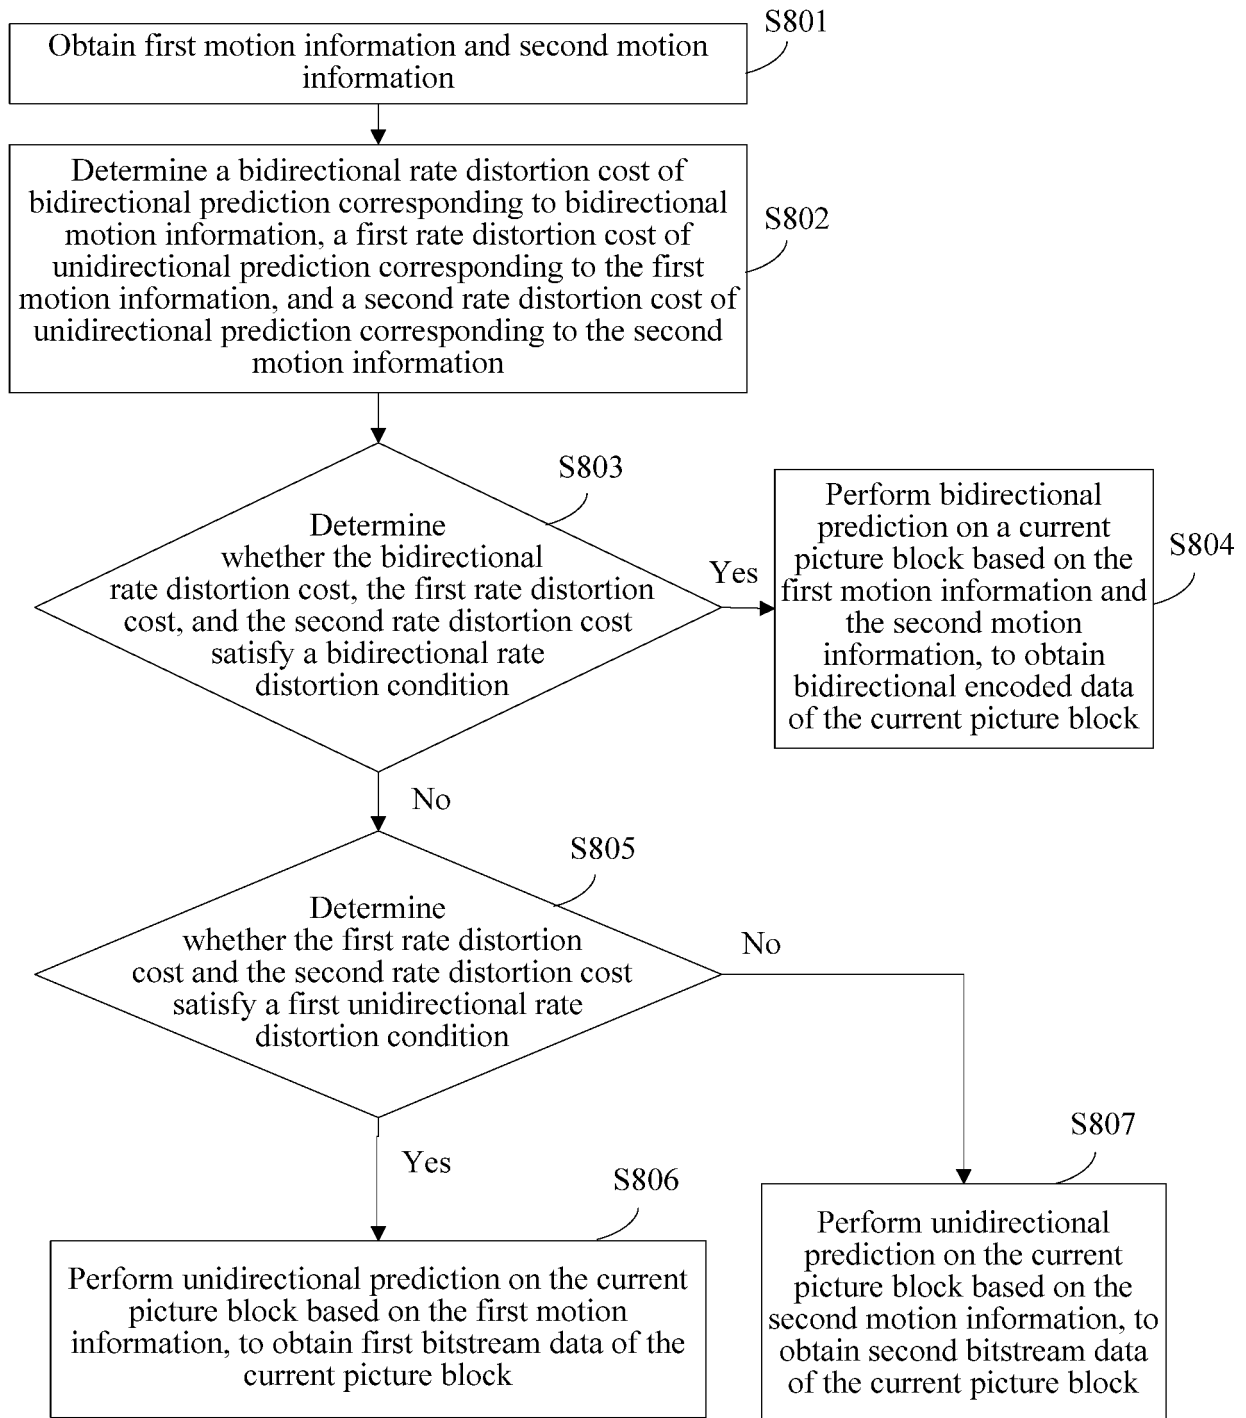 S801
Obtain first motion information and second motion
information
Determine a bidirectional rate distortion cost of
bidirectional prediction corresponding to bidirectional
motion information, a first rate distortion cost of
unidirectional prediction corresponding to the first
motion information, and a second rate distortion cost of
unidirectional prediction corresponding to the second
motion information
S802
S803
Determine
whether the bidirectional
rate distortion cost, the first rate distortion
cost, and the second rate distortion cost
satisfy a bidirectional rate
distortion condition
Yes
Perform bidirectional
prediction on a current
picture block based on the
first motion information and
the second motion
information, to obtain
bidirectional encoded data
of the current picture block
S804
No
S805
Determine
whether the first rate distortion
cost and the second rate distortion cost
satisfy a first unidirectional rate
distortion condition
No
Yes
S806
Perform unidirectional prediction on the current
picture block based on the first motion
information, to obtain first bitstream data of the
current picture block
S807
Perform unidirectional
prediction on the current
picture block based on the
second motion information, to
obtain second bitstream data
of the current picture block